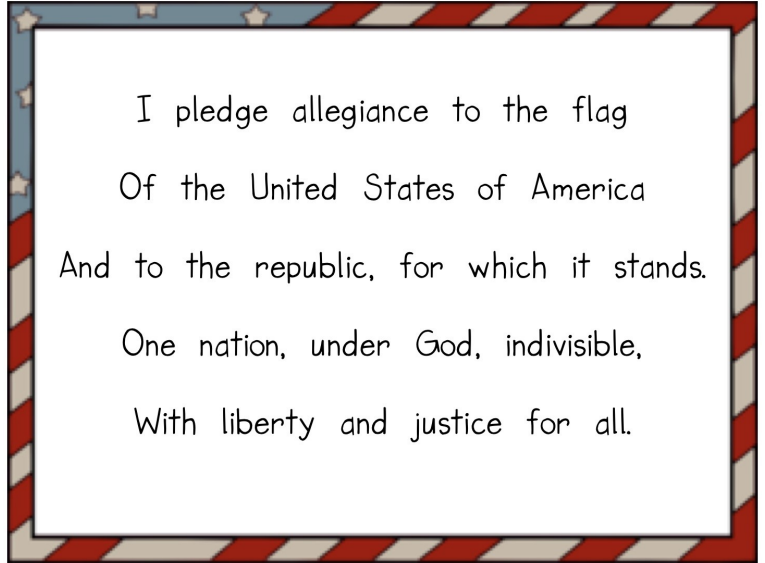 I pledge allegiance to the flag
Of the United States of America
And to the republic, for which it stands.
One nation, under God, indivisible,
With liberty and justice for all.